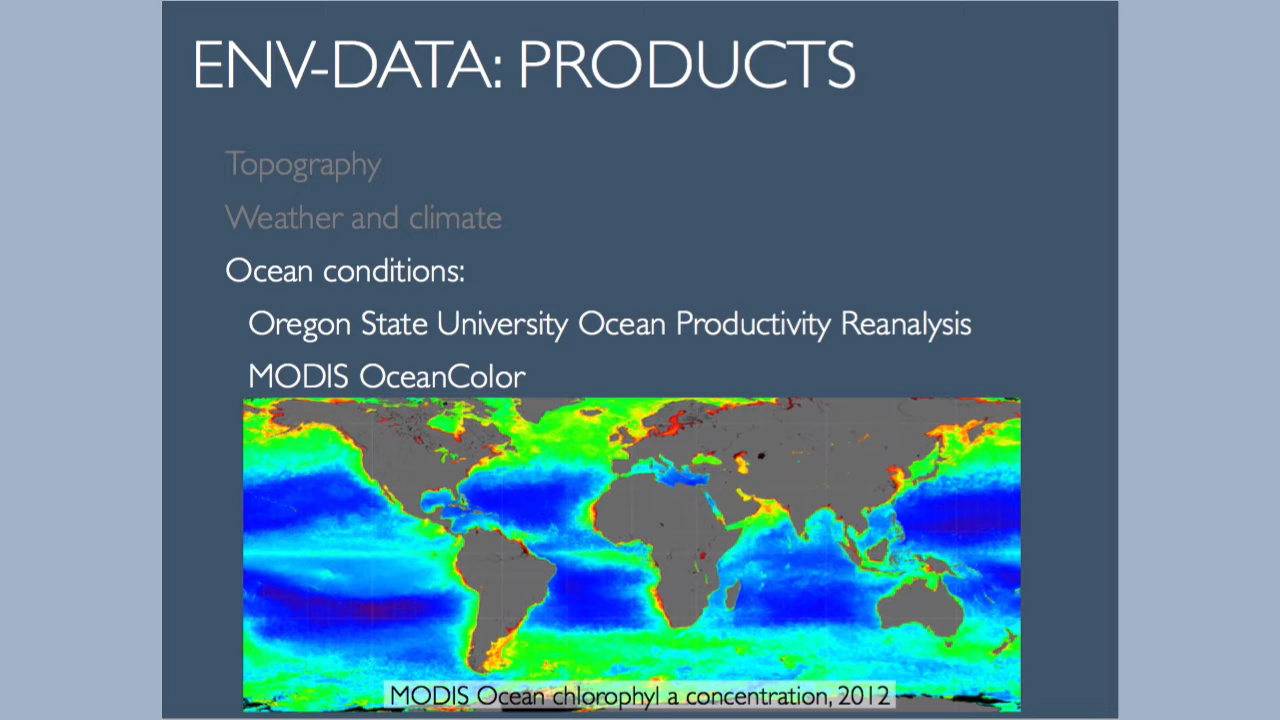 ENV-DATA: PRODUCTS
Topography
Weather and climate
Ocean conditions:
Oregon State University Ocean Productivity Reanalysis
MODIS OceanColor
MODIS Ocean chlorophyl a concentration, 2012